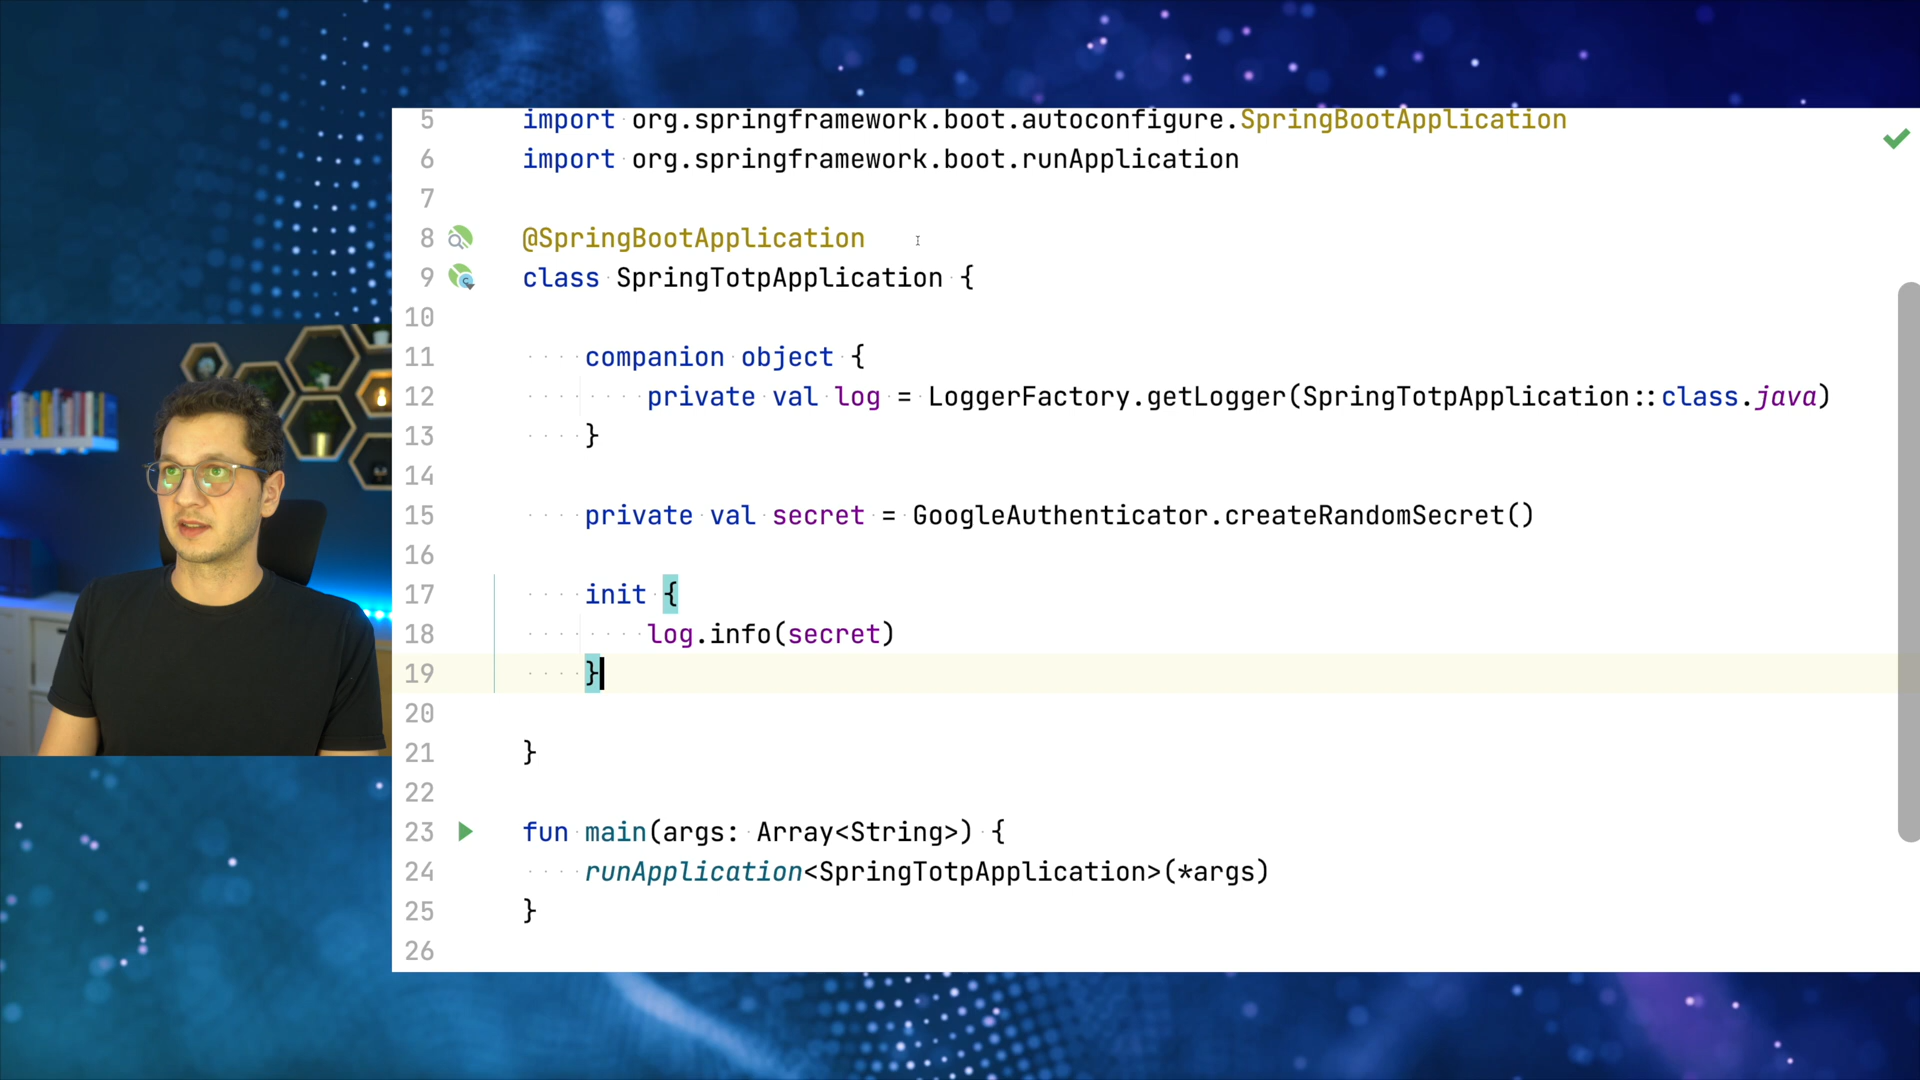 5 import org.springframework.boot.autoconfigure.SpringBootApplication
6 import org.springframework.boot.runApplication
7
8 @SpringBootApplication
9 class SpringTotpApplication {
10
11 companion object {
12 private val log = LoggerFactory.getLogger(SpringTotpApplication::class.java)
13 }
14
15 private val secret = GoogleAuthenticator.createRandomSecret()
16
17 init {
18 log.info(secret)
19 }
20
21 }
22
23 fun main(args: Array<String>) {
24 runApplication<SpringTotpApplication>(*args)
25 }
26